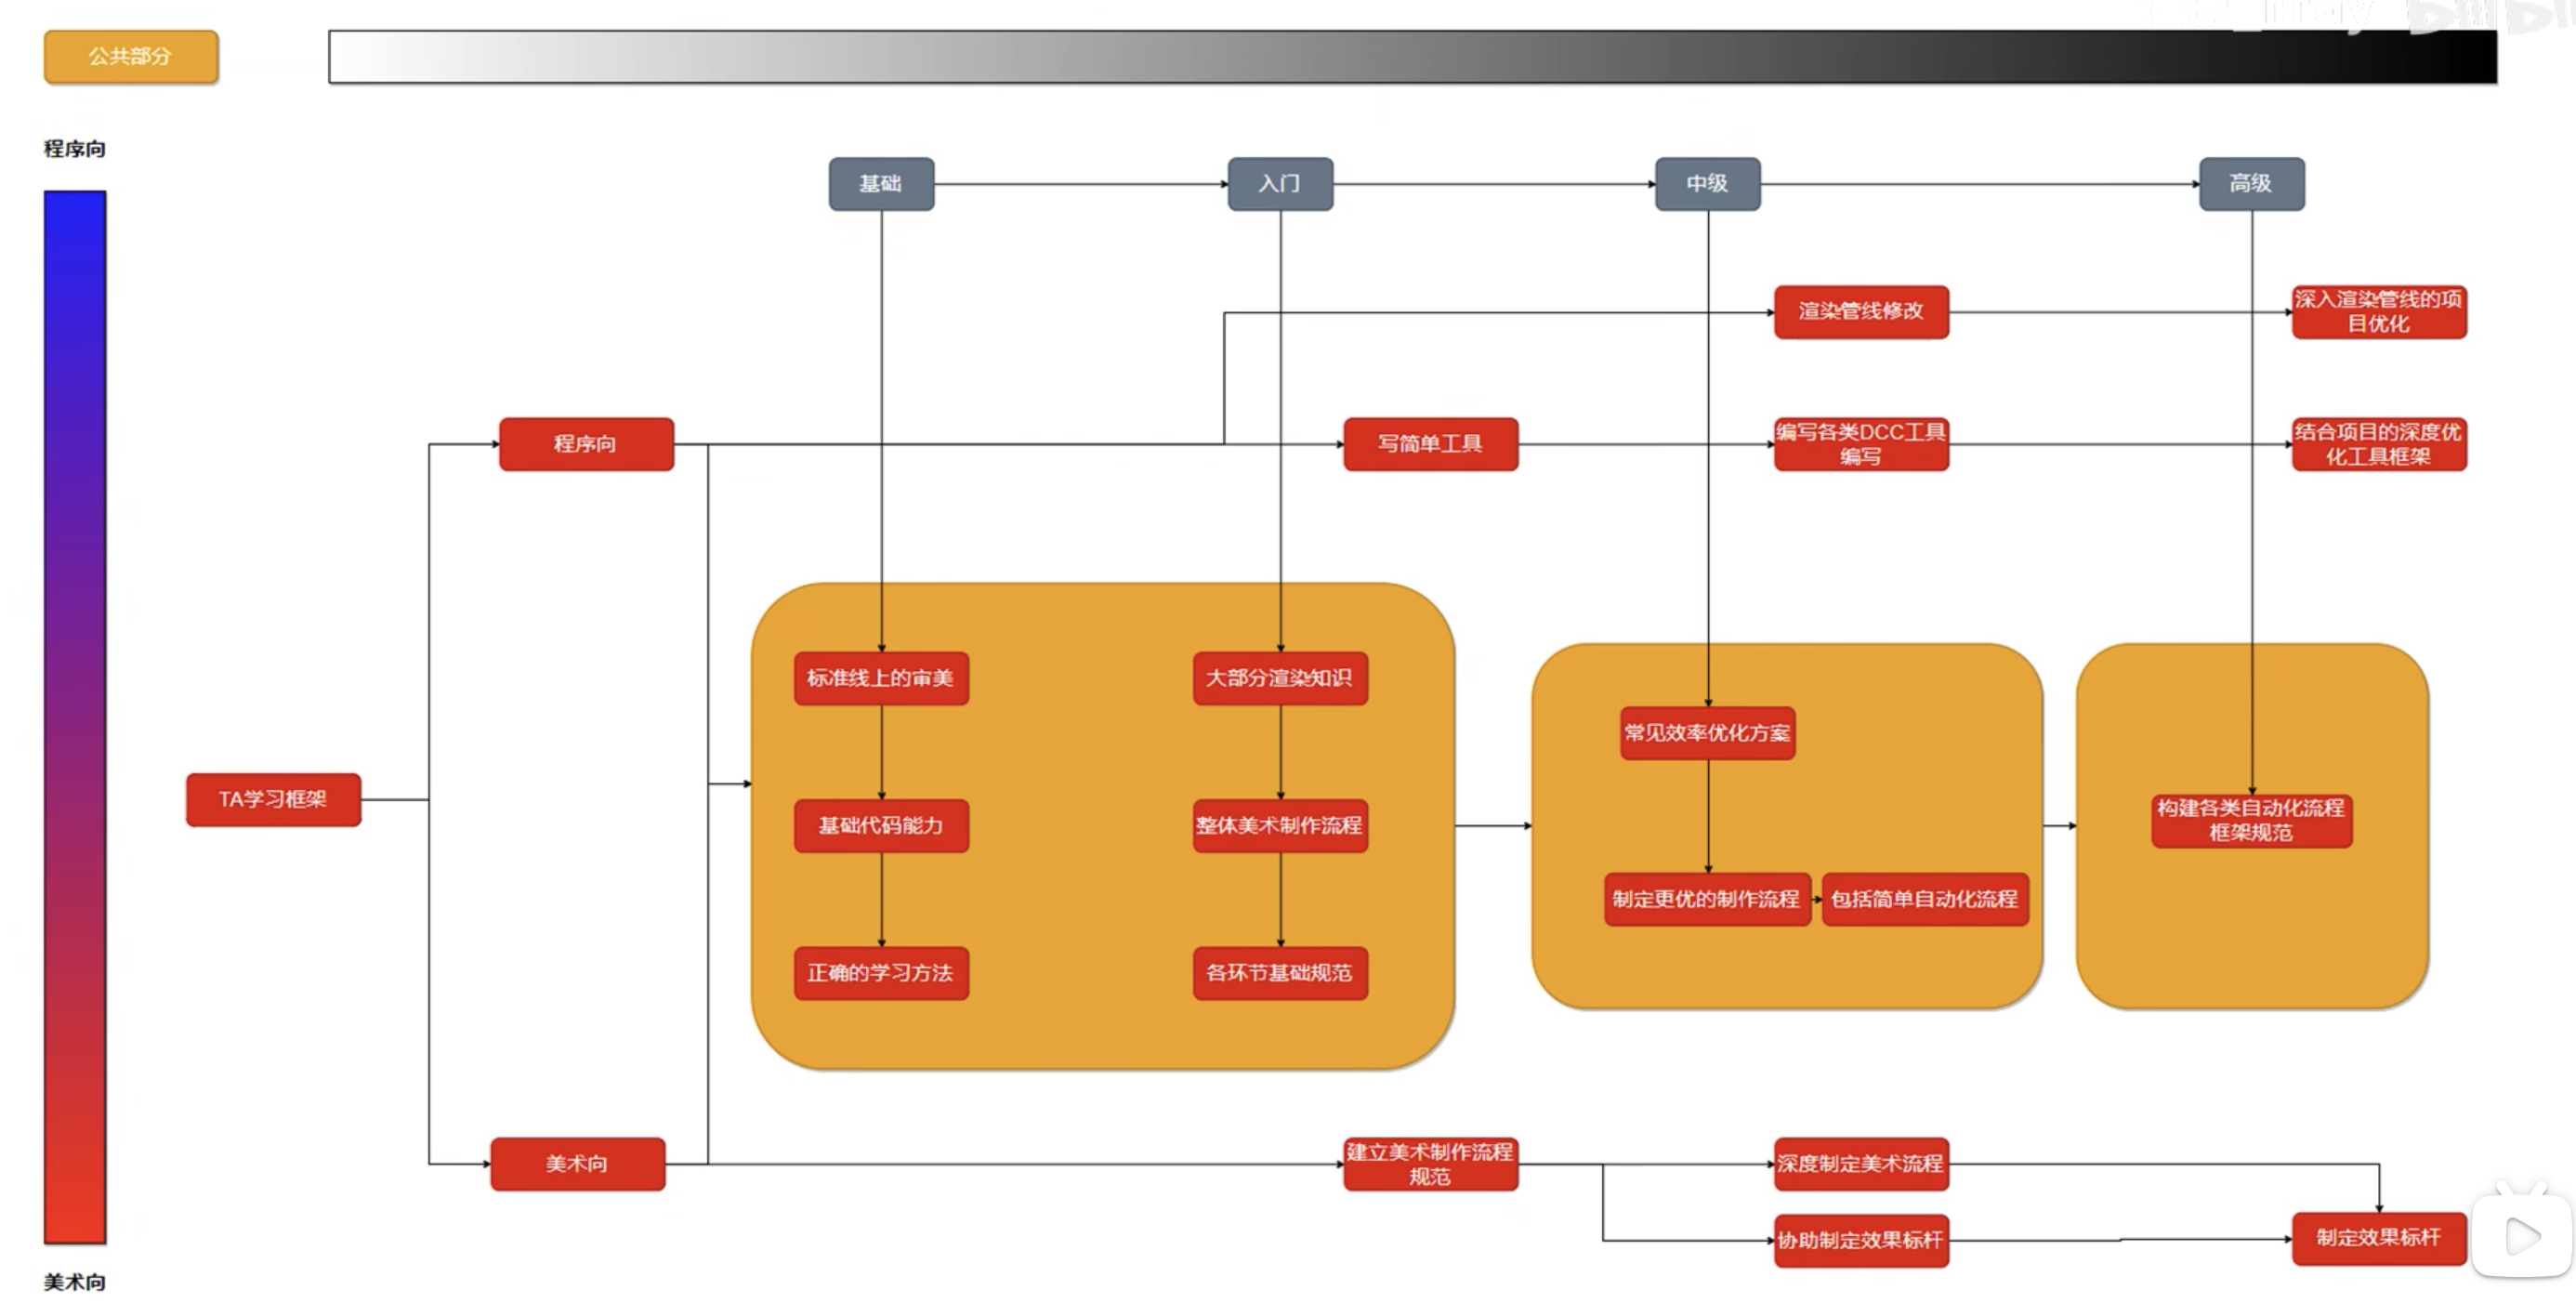 公共部分
程序向
基础
入门
中级
高级
渲染管线修改
深入渲染管线的项
目优化
程序向
写简单工具
编写各类DCC工具
编写
结合项目的深度优
化工具框架
标准线上的审美
大部分渲染知识
常见效率优化方案
TA学习框架
基础代码能力
整体美术制作流程
构建各类自动化流程
框架规范
制定更优的制作流程
包括简单自动化流程
正确的学习方法
各环节基础规范
美术向
建立美术制作流程
规范
深度制定美术流程
协助制定效果标杆
制定效果标杆
美术向